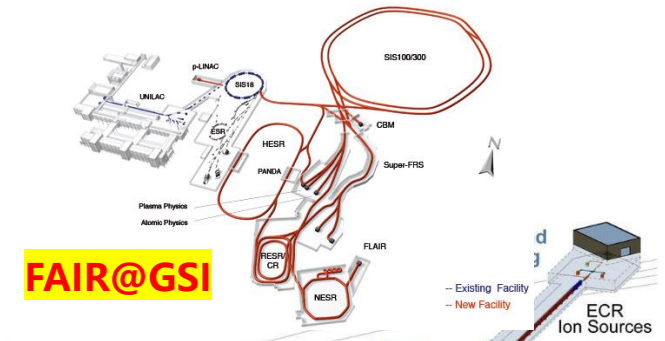 SIS100/300
p-LINAC
SIS18
UNILAC
ESR
CBM
HESR
N
Super-FRS
PANDA
Plasma Physics
Atomic Physics
FAIR@GSI
RESR/
CR
FLAIR
NESR
d
g
-- Existing Facility
-- New Facility
ECR
Ion Sources